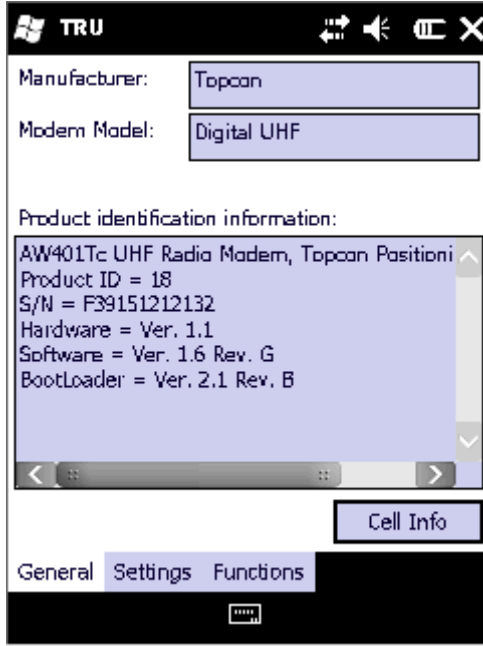 TRU
Manufacturer:
Topcon
Modem Model:
Digital UHF
Product identification information:
AW401Tc UHF Radio Modem, Topcon Positioni
Product ID = 18
S/N = F39151212132
Hardware = Ver. 1.1
Software = Ver. 1.6 Rev. G
BootLoader = Ver. 2.1 Rev. B
Cell Info
General Settings Functions